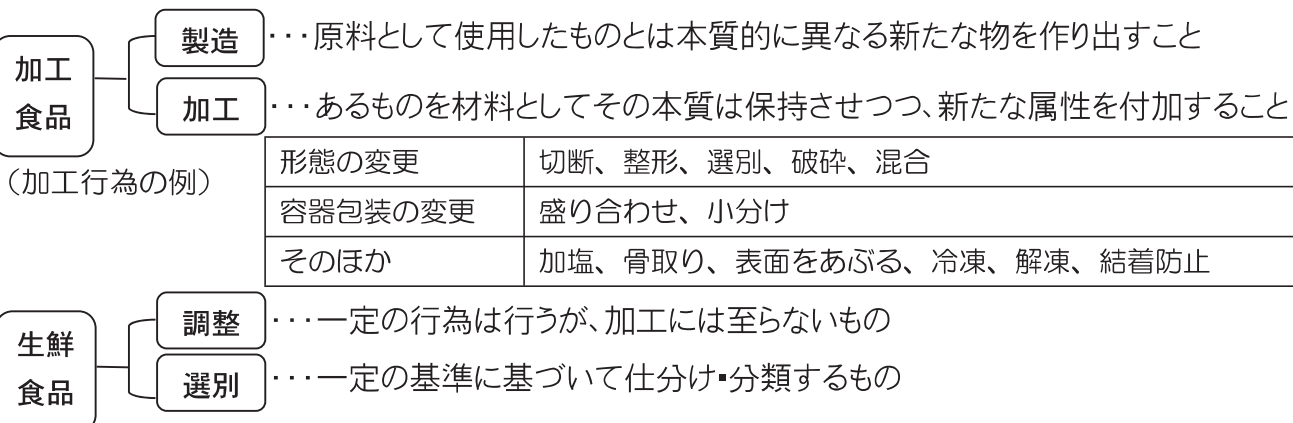 加工
食品
製造 ・・・原料として使用したものとは本質的に異なる新たな物を作り出すこと
加工 ・・・あるものを材料としてその本質は保持させつつ、新たな属性を付加すること
（加工行為の例）
形態の変更 切断、整形、選別、破砕、混合
容器包装の変更 盛り合わせ、小分け
そのほか 加塩、骨取り、表面をあぶる、冷凍、解凍、結着防止
生鮮
食品
調整 ・・・一定の行為は行うが、加工には至らないもの
選別 ・・・一定の基準に基づいて仕分け・分類するもの